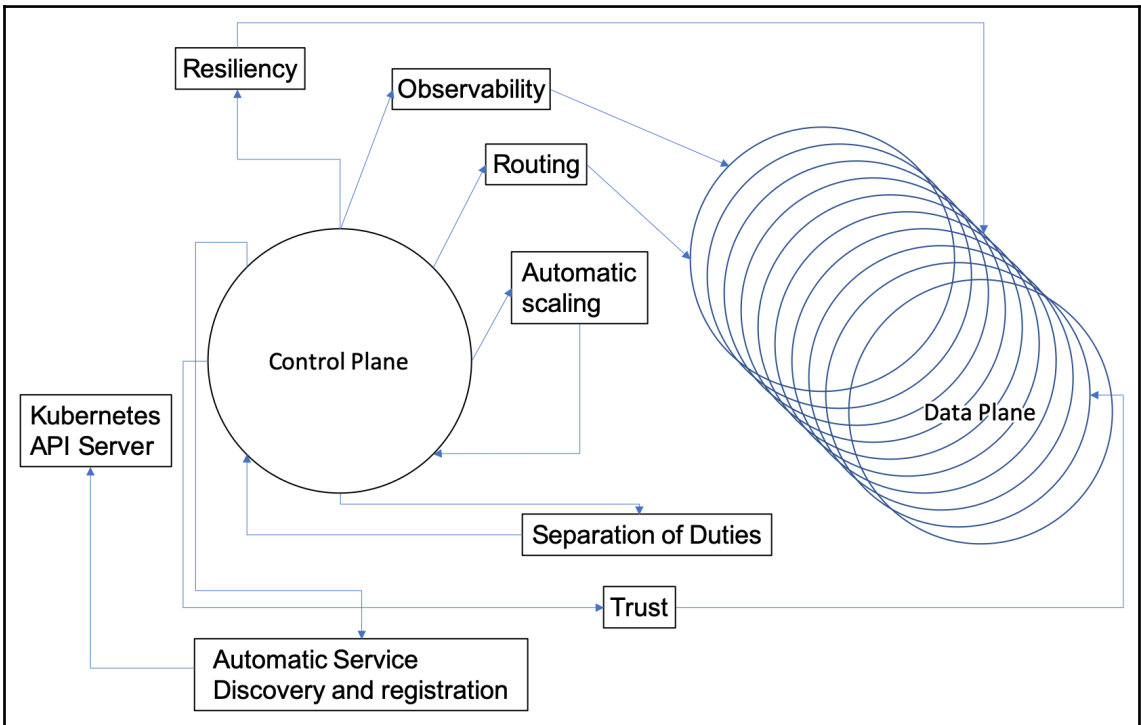 Resiliency
Observability
Routing
Automatic
scaling
Control Plane
Kubernetes
API Server
Data Plane
Separation of Duties
Trust
Automatic Service
Discovery and registration